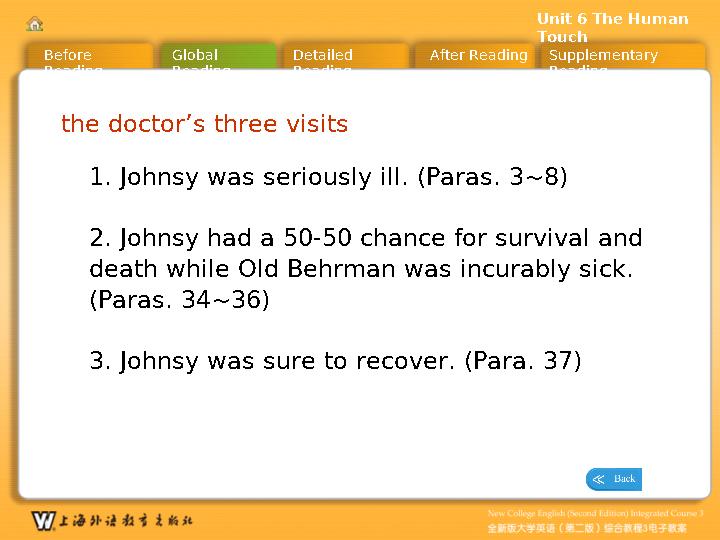 Unit 6 The Human
Touch
Before
Reading
Global
Reading
Detailed
Reading
After Reading
Supplementary
Reading
the doctor’s three visits
1. Johnsy was seriously ill. (Paras. 3~8)
2. Johnsy had a 50-50 chance for survival and
death while Old Behrman was incurably sick.
(Paras. 34~36)
3. Johnsy was sure to recover. (Para. 37)
≪ Back
W 上海外语教育出版社
New College English (Second Edition) Integrated Course 3
全新版大学英语（第二版）综合教程3电子教案